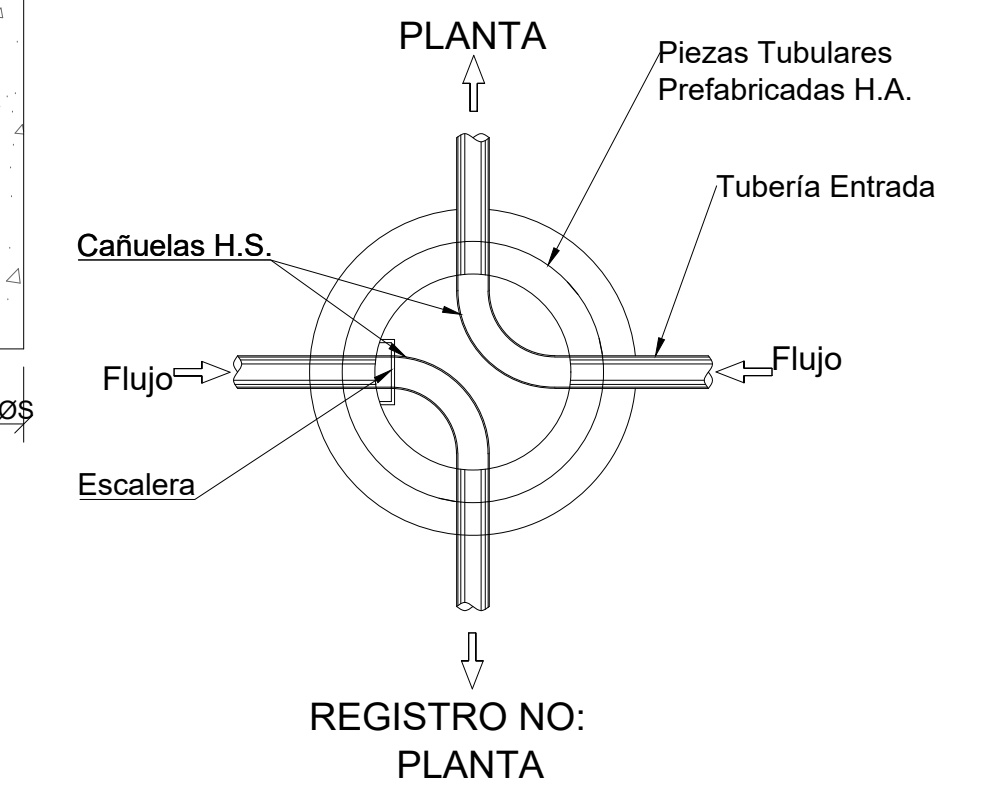 PLANTA
Piezas Tubulares
Prefabricadas H.A.
Tubería Entrada
Cañuelas H.S.
Flujo
Flujo
ØS
Escalera
REGISTRO NO:
PLANTA